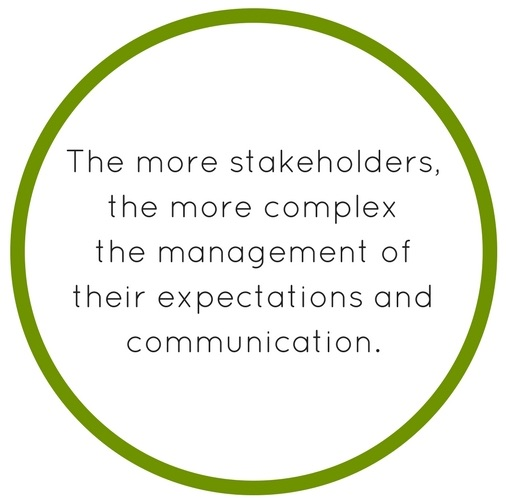 The more stakeholders,
the more complex
the management of
their expectations and
communication.